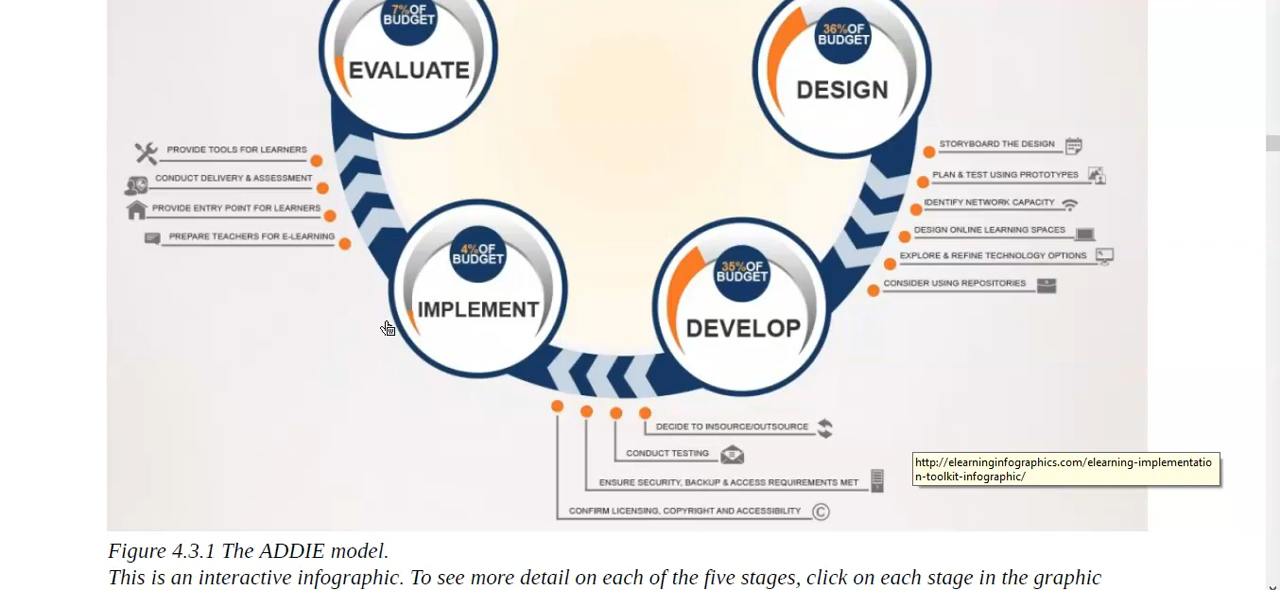 7% OF
BUDGET
EVALUATE
36% OF
BUDGET
DESIGN
PROVIDE TOOLS FOR LEARNERS
CONDUCT DELIVERY & ASSESSMENT
PROVIDE ENTRY POINT FOR LEARNERS
PREPARE TEACHERS FOR E-LEARNING
STORYBOARD THE DESIGN
PLAN & TEST USING PROTOTYPES
IDENTIFY NETWORK CAPACITY
DESIGN ONLINE LEARNING SPACES
EXPLORE & REFINE TECHNOLOGY OPTIONS
CONSIDER USING REPOSITORIES
4% OF
BUDGET
IMPLEMENT
35% OF
BUDGET
DEVELOP
DECIDE TO INSOURCE/OUTSOURCE
CONDUCT TESTING
ENSURE SECURITY, BACKUP & ACCESS REQUIREMENTS MET
CONFIRM LICENSING, COPYRIGHT AND ACCESSIBILITY ©
http://elearninginfographics.com/elearning-implementatio
n-toolkit-infographic/
Figure 4.3.1 The ADDIE model.
This is an interactive infographic. To see more detail on each of the five stages, click on each stage in the graphic